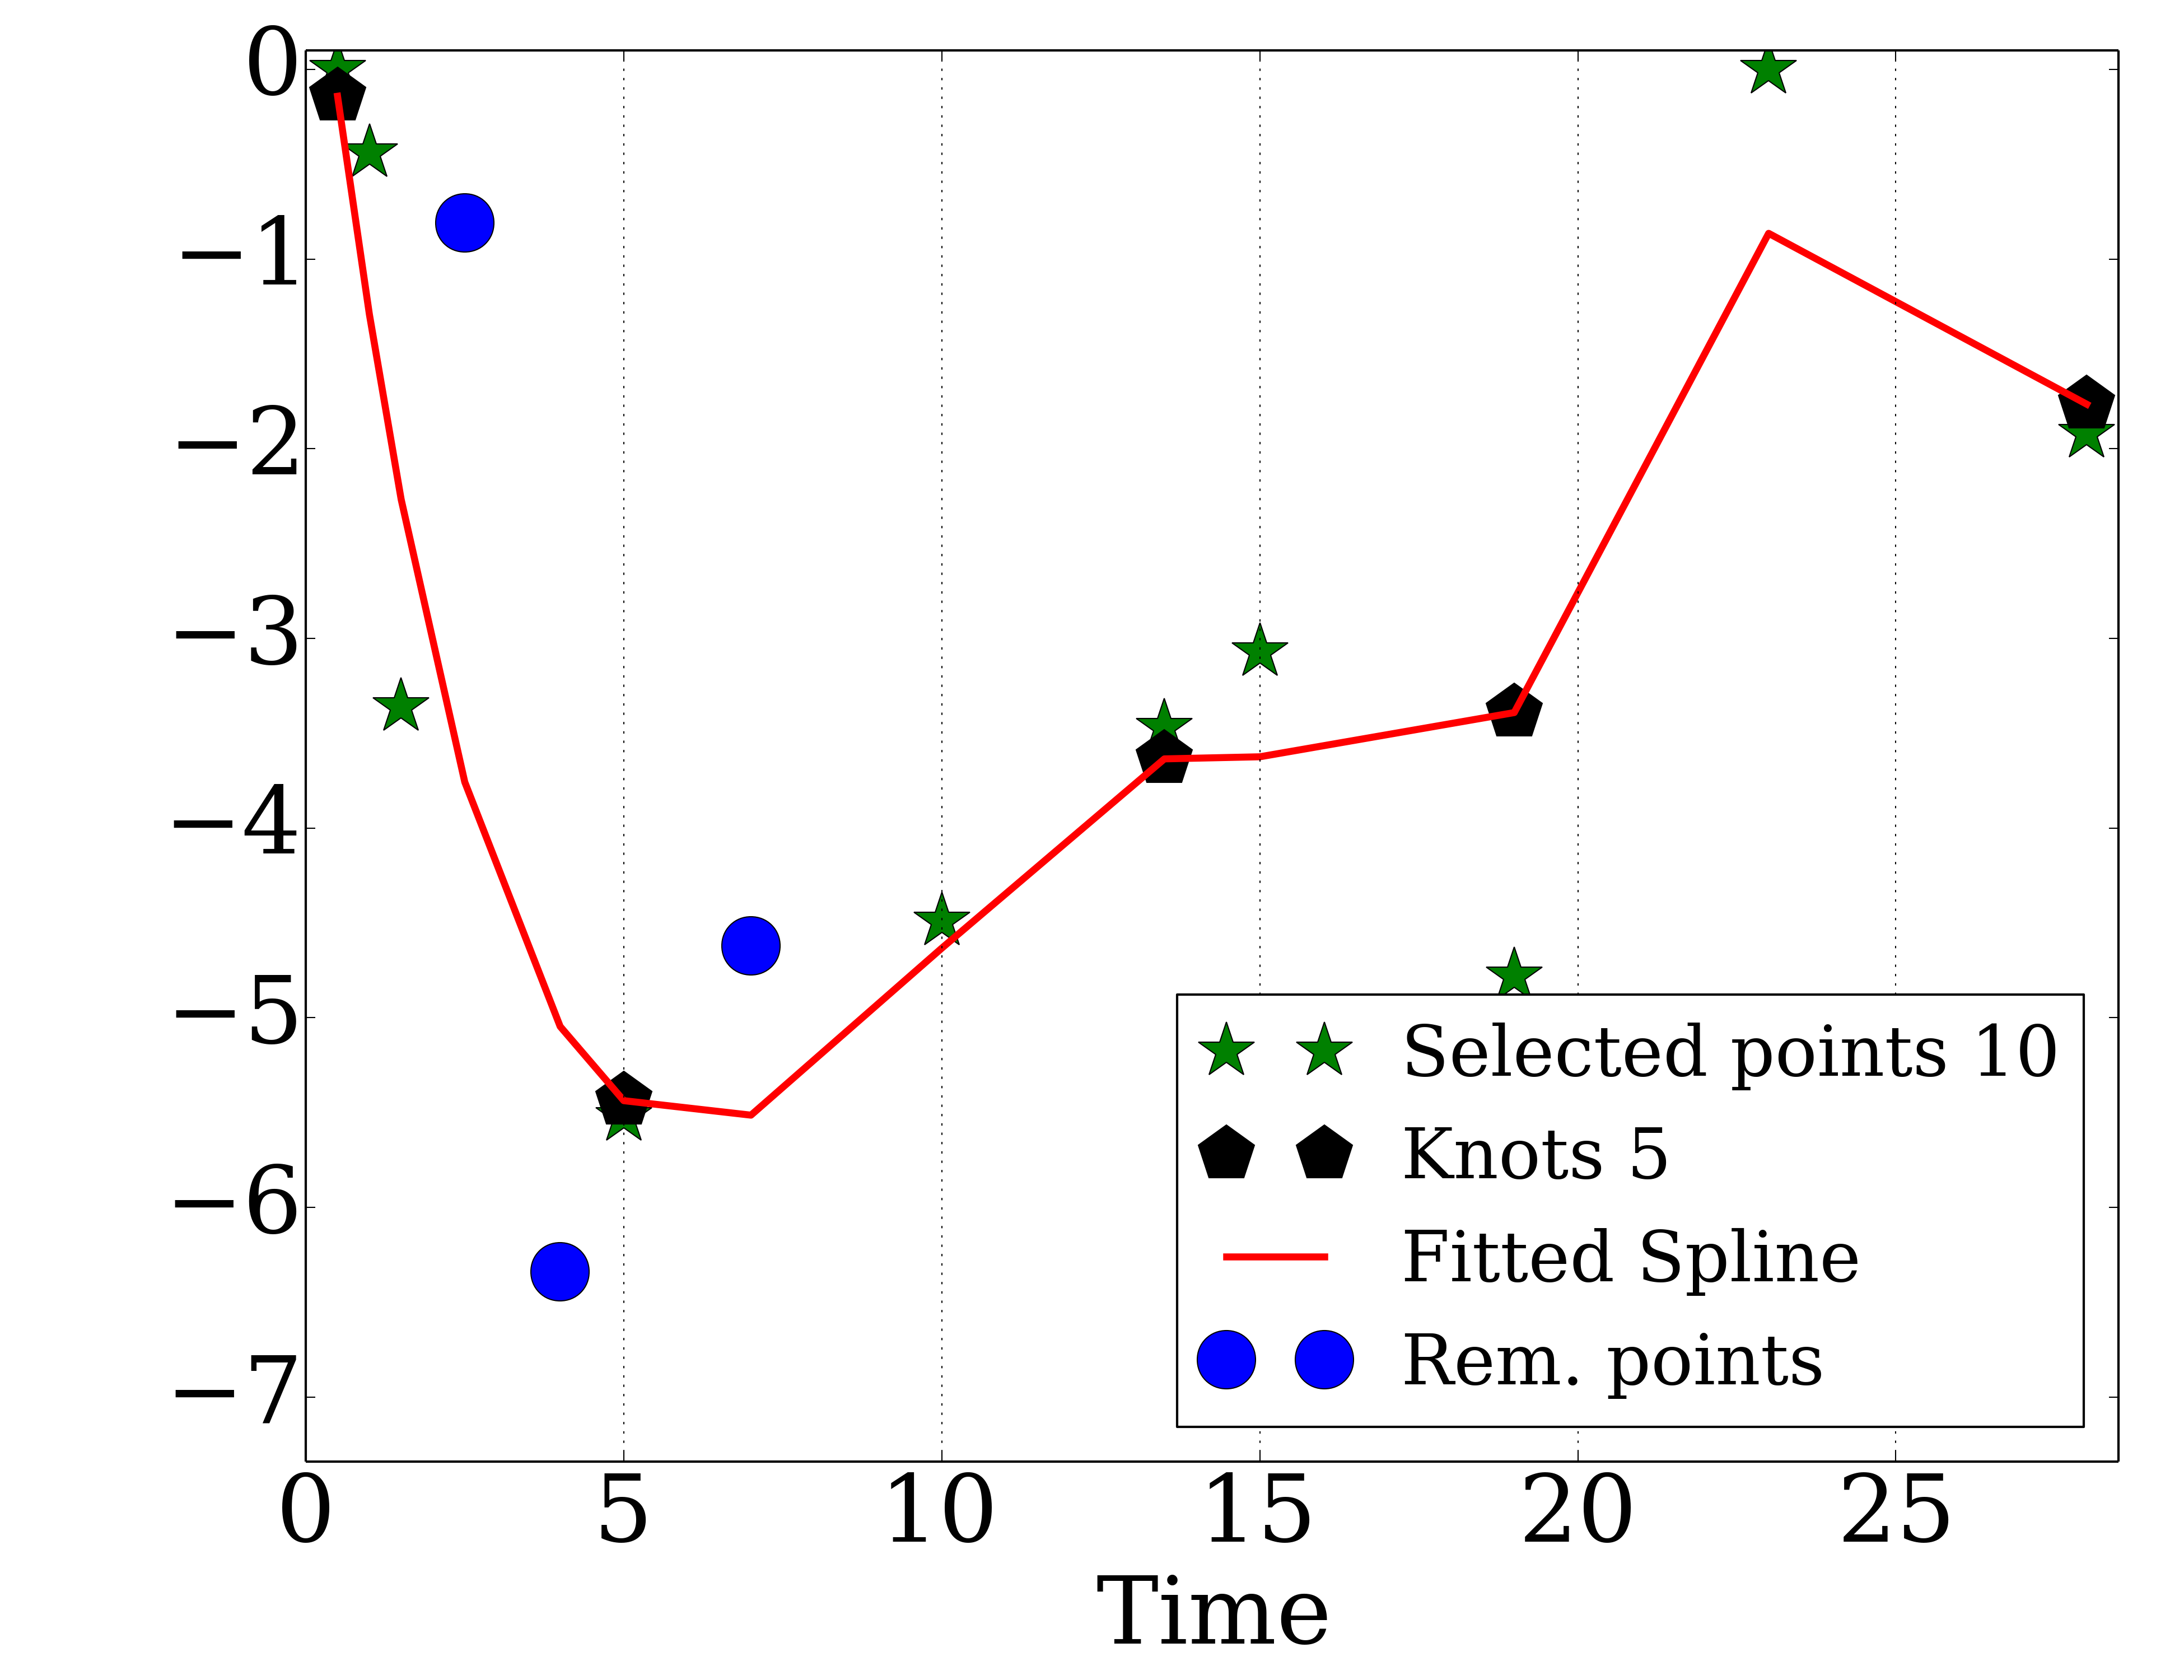 0
−1
−2
−3
−4
−5
−6
−7
Selected points 10
Knots 5
Fitted Spline
Rem. points
0 5 10 15 20 25
Time